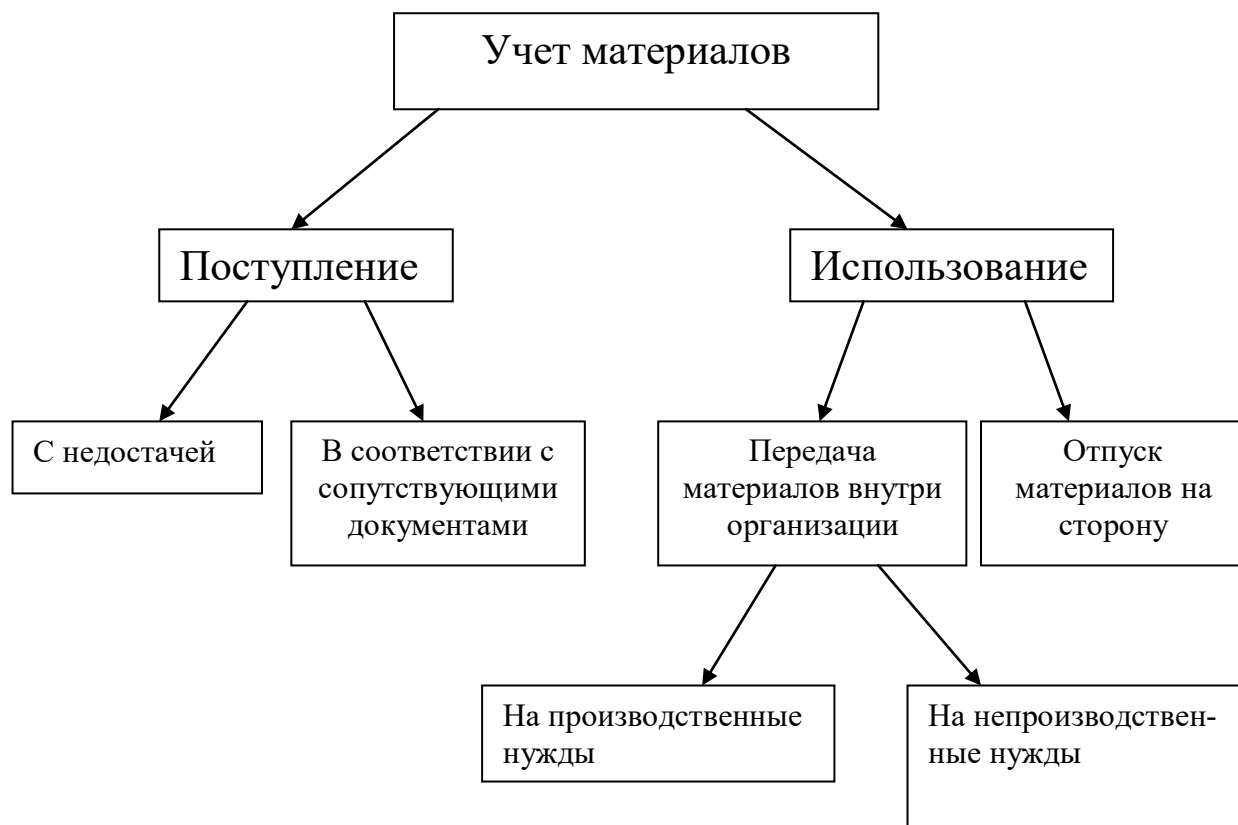 Учет материалов
Поступление
Использование
С недостачей
В соответствии с
сопутствующими
документами
Передача
материалов внутри
организации
Отпуск
материалов на
сторону
На производственные
нужды
На непроизводствен-
ные нужды